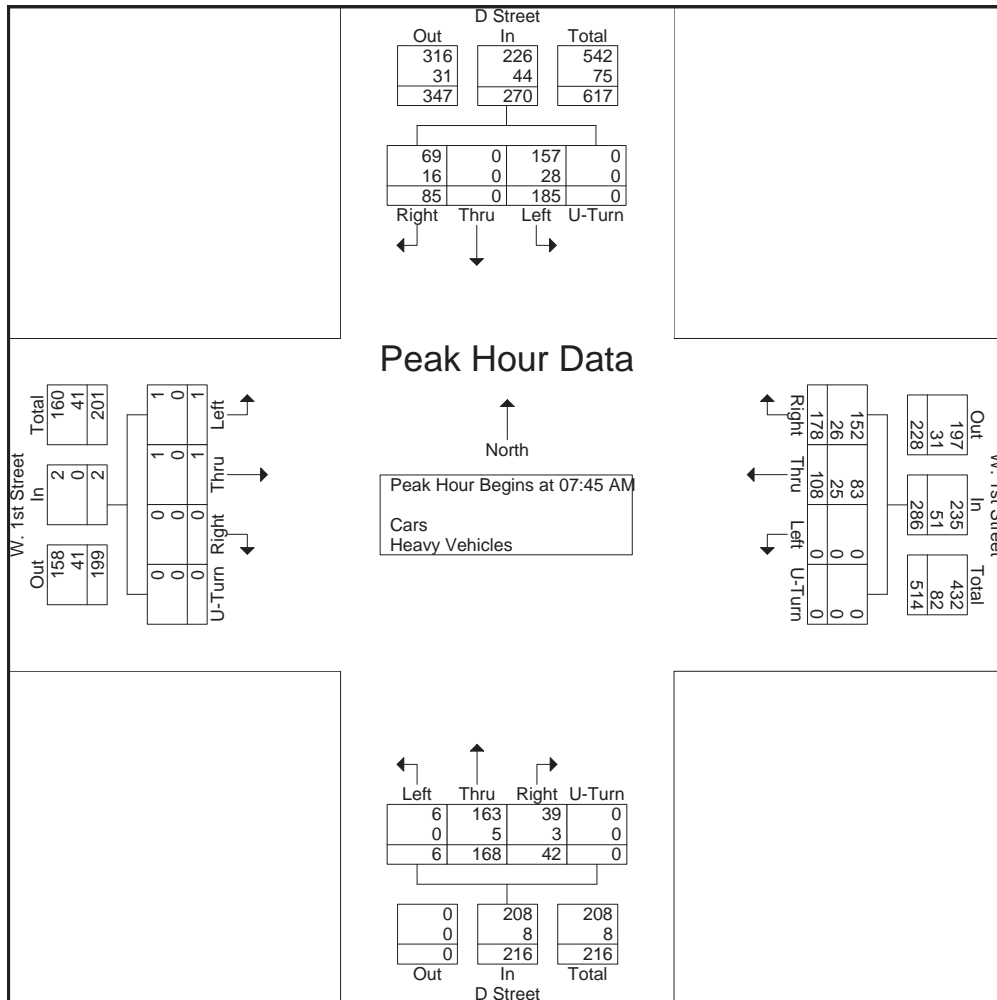 D Street
Out In Total
316 226 542
31 44 75
347 270 617
69 0 157 0
16 0 28 0
85 0 185 0
Right Thru Left U-Turn
Peak Hour Data
North
Peak Hour Begins at 07:45 AM
Cars
Heavy Vehicles
W. 1st Street
Total In Out
160 2 158
41 0 41
201 2 199
1 1 0 0
0 0 0 0
1 1 0 0
Left Thru Right U-Turn
W. 1st Street
Out In Total
197 235 432
31 51 82
228 286 514
152 83 0 0
26 25 0 0
178 108 0 0
Right Thru Left U-Turn
Left Thru Right U-Turn
6 163 39 0
0 5 3 0
6 168 42 0
0 208 208
0 8 8
0 216 216
Out In Total
D Street